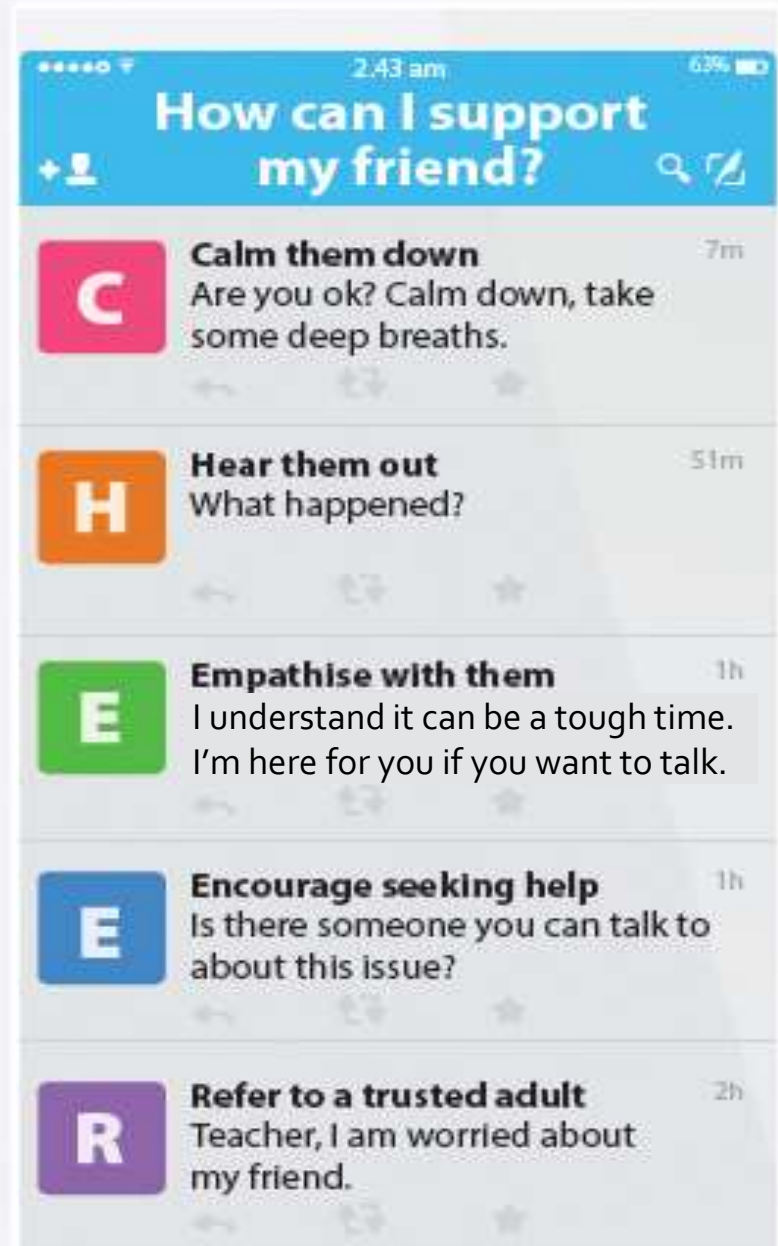 2.43 am
63%
How can I support
my friend?
C
Calm them down
7m
Are you ok? Calm down, take
some deep breaths.
H
Hear them out
51m
What happened?
E
Empathise with them
1h
I understand it can be a tough time.
I'm here for you if you want to talk.
E
Encourage seeking help
1h
Is there someone you can talk to
about this issue?
R
Refer to a trusted adult
2h
Teacher, I am worried about
my friend.